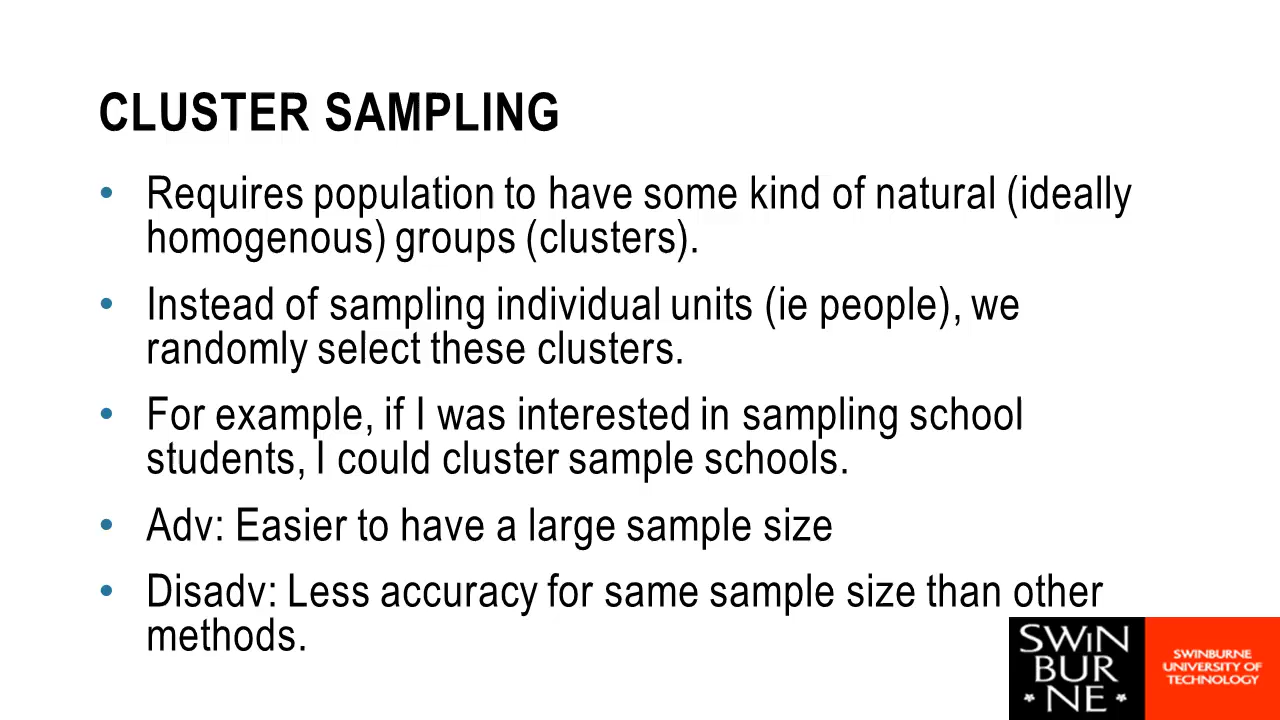 CLUSTER SAMPLING
• Requires population to have some kind of natural (ideally
homogenous) groups (clusters).
• Instead of sampling individual units (ie people), we
randomly select these clusters.
• For example, if I was interested in sampling school
students, I could cluster sample schools.
• Adv: Easier to have a large sample size
• Disadv: Less accuracy for same sample size than other
methods.
SWIN
BUR
NE
SWINBURNE
UNIVERSITY OF
TECHNOLOGY